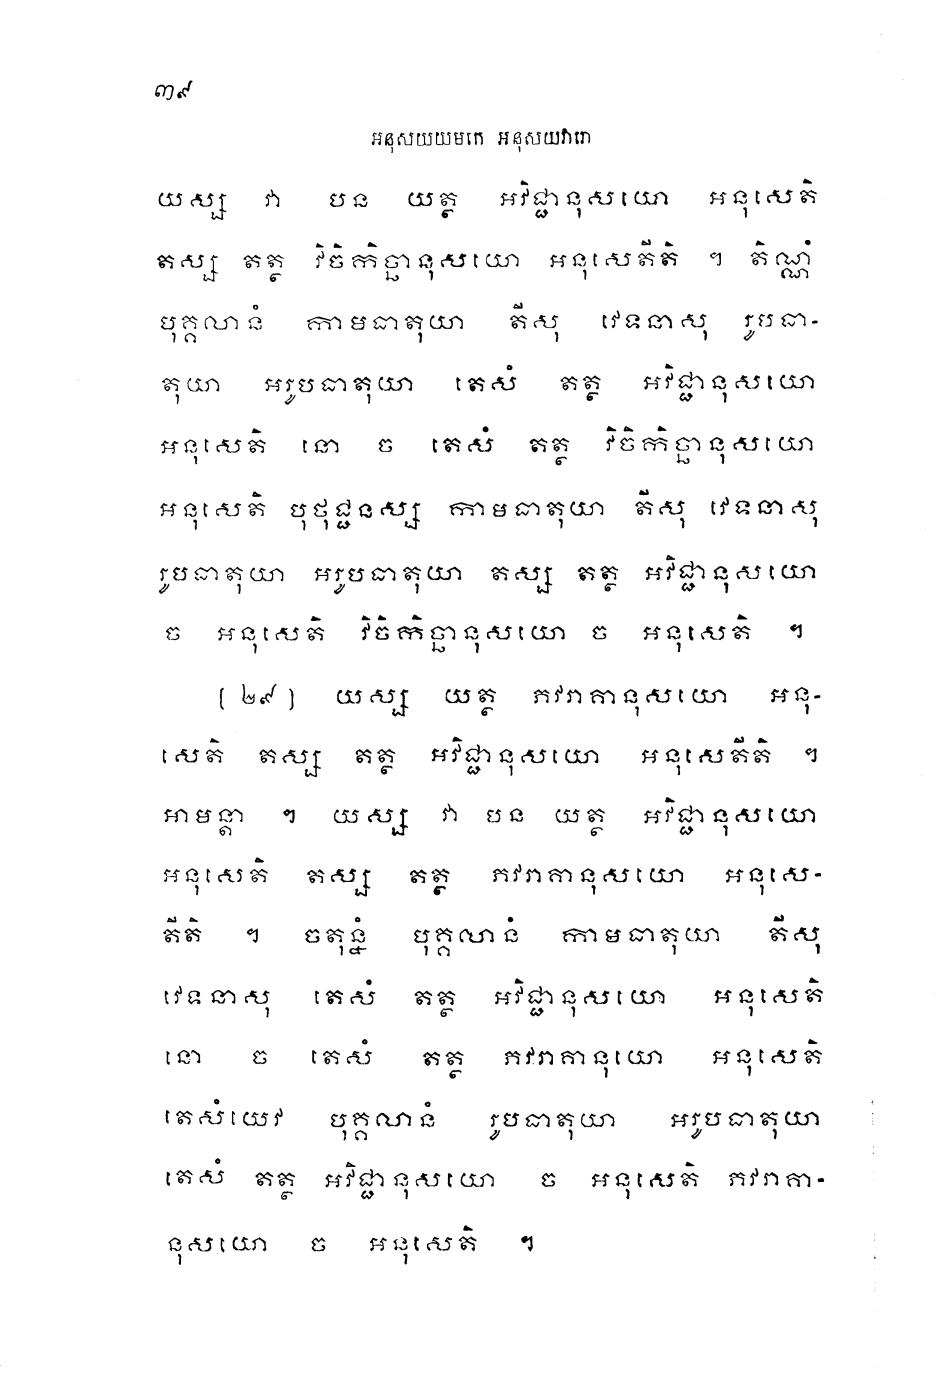 ៣៩
អនុសយយមកេ អនុសយវារោ
យស្ស វា បន យត្ថ អវិជ្ជានុសយោ អនុសេតិ
តស្ស តត្ថ វិចិកិច្ឆានុសយោ អនុសេតីតិ ។ តិណ្ណំ
បុគ្គលានំ កាមធាតុយា តីសុ វេទនាសុ រូបធា-
តុយា អរូបធាតុយា តេសំ តត្ថ អវិជ្ជានុសយោ
អនុសេតិ នោ ច តេសំ តត្ថ វិចិកិច្ឆានុសយោ
អនុសេតិ បុថុជ្ជនស្ស កាមធាតុយា តីសុ វេទនាសុ
រូបធាតុយា អរូបធាតុយា តស្ស តត្ថ អវិជ្ជានុសយោ
ច អនុសេតិ វិចិកិច្ឆានុសយោ ច អនុសេតិ ។
(២៩) យស្ស យត្ថ ភវរាគានុសយោ អនុ-
សេតិ តស្ស តត្ថ អវិជ្ជានុសយោ អនុសេតីតិ ។
អាមន្តា ។ យស្ស វា បន យត្ថ អវិជ្ជានុសយោ
អនុសេតិ តស្ស តត្ថ ភវរាគានុសយោ អនុសេ-
តីតិ ។ ចតុន្នំ បុគ្គលានំ កាមធាតុយា តីសុ
វេទនាសុ តេសំ តត្ថ អវិជ្ជានុសយោ អនុសេតិ
នោ ច តេសំ តត្ថ ភវរាគានុយោ អនុសេតិ
តេសំយេវ បុគ្គលានំ រូបធាតុយា អរូបធាតុយា
តេសំ តត្ថ អវិជ្ជានុសយោ ច អនុសេតិ ភវរាគា-
នុសយោ ច អនុសេតិ ។